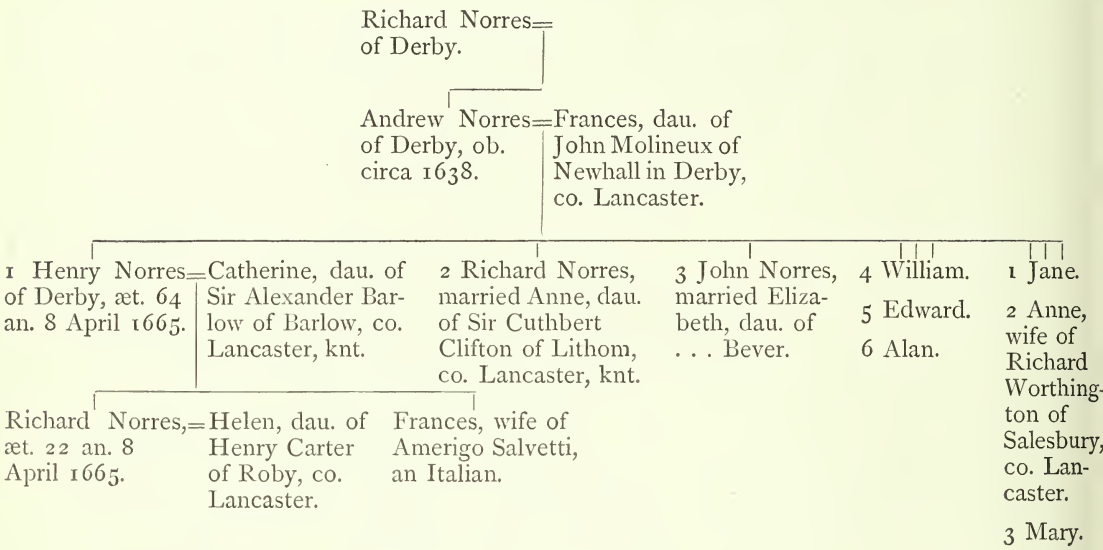 Richard Norres=
of Derby.
Andrew Norres=Frances, dau. of
of Derby, ob.
circa 1638.
John Molineux of
Newhall in Derby,
co. Lancaster.
1 Henry Norres=Catherine, dau. of
of Derby, æt. 64
an. 8 April 1665.
Sir Alexander Bar-
low of Barlow, co.
Lancaster, knt.
2 Richard Norres,
married Anne, dau.
of Sir Cuthbert
Clifton of Lithom,
co. Lancaster, knt.
3 John Norres,
married Eliza-
beth, dau. of
. . . Bever.
4 William.
5 Edward.
6 Alan.
1 Jane.
2 Anne,
wife of
Richard
Worthing-
ton of
Salesbury,
co. Lan-
caster.
3 Mary.
Richard Norres,=Helen, dau. of
æt. 22 an. 8
April 1665.
Henry Carter
of Roby, co.
Lancaster.
Frances, wife of
Amerigo Salvetti,
an Italian.